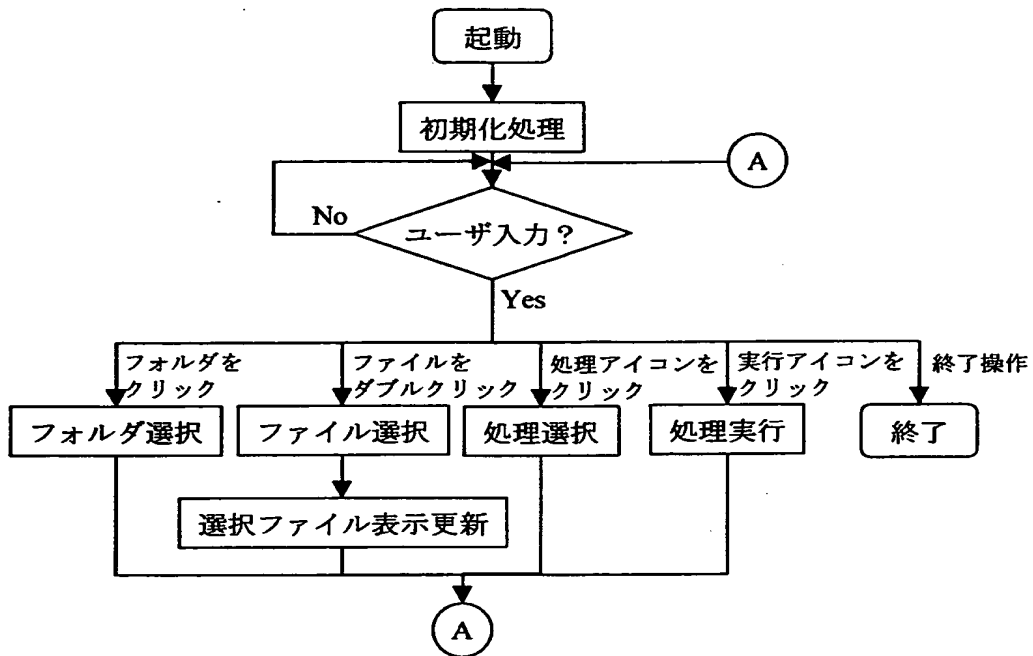 起動
初期化処理
A
No
ユーザ入力？
Yes
フォルダを
クリック
ファイルを
ダブルクリック
処理アイコンを
クリック
実行アイコンを
クリック
終了操作
フォルダ選択
ファイル選択
処理選択
処理実行
終了
選択ファイル表示更新
A